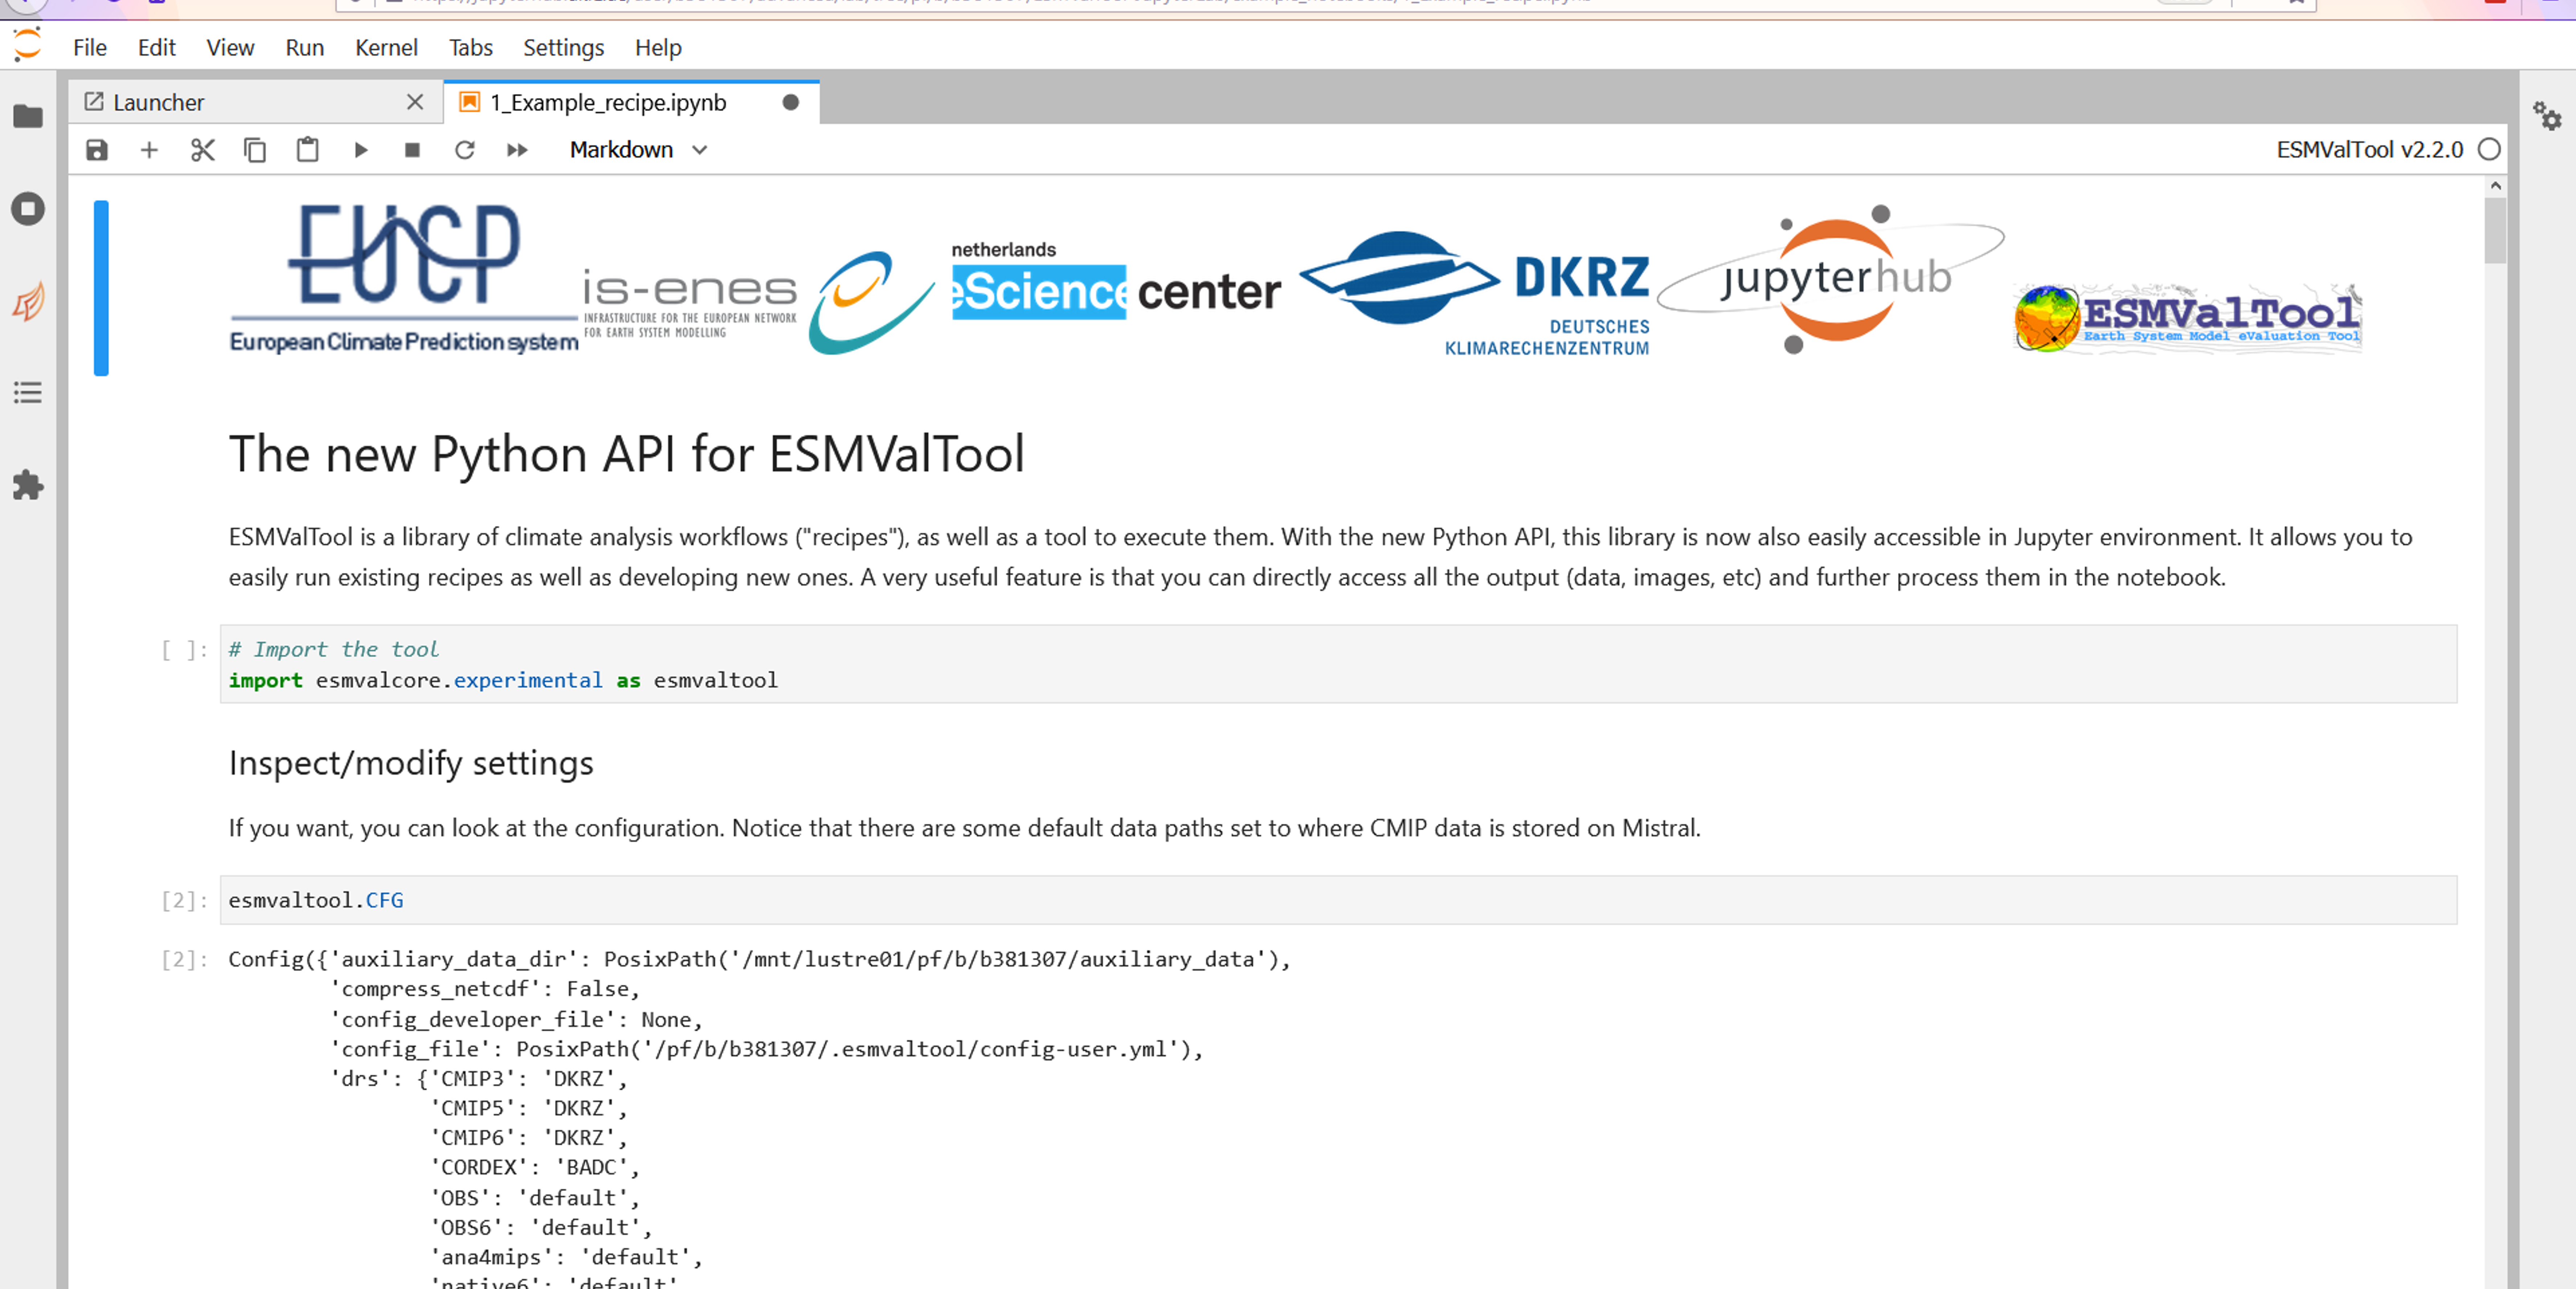 File Edit View Run Kernel Tabs Settings Help
Launcher 1_Example_recipe.ipynb
Markdown ESMValTool v2.2.0
EUCP
European Climate Prediction system
is-enes
INFRASTRUCTURE FOR THE EUROPEAN NETWORK
FOR EARTH SYSTEM MODELLING
netherlands
eScience center
DKRZ
DEUTSCHES
KLIMARECHENZENTRUM
jupyterhub
ESMValTool
Earth System Model eValuation Tool
The new Python API for ESMValTool
ESMValTool is a library of climate analysis workflows ("recipes"), as well as a tool to execute them. With the new Python API, this library is now also easily accessible in Jupyter environment. It allows you to
easily run existing recipes as well as developing new ones. A very useful feature is that you can directly access all the output (data, images, etc) and further process them in the notebook.
[ ]: # Import the tool
import esmvalcore.experimental as esmvaltool
Inspect/modify settings
If you want, you can look at the configuration. Notice that there are some default data paths set to where CMIP data is stored on Mistral.
[2]: esmvaltool.CFG
[2]: Config({'auxiliary_data_dir': PosixPath('/mnt/lustre01/pf/b/b381307/auxiliary_data'),
'compress_netcdf': False,
'config_developer_file': None,
'config_file': PosixPath('/pf/b/b381307/.esmvaltool/config-user.yml'),
'drs': {'CMIP3': 'DKRZ',
'CMIP5': 'DKRZ',
'CMIP6': 'DKRZ',
'CORDEX': 'BADC',
'OBS': 'default',
'OBS6': 'default',
'ana4mips': 'default',
'native6': 'default'